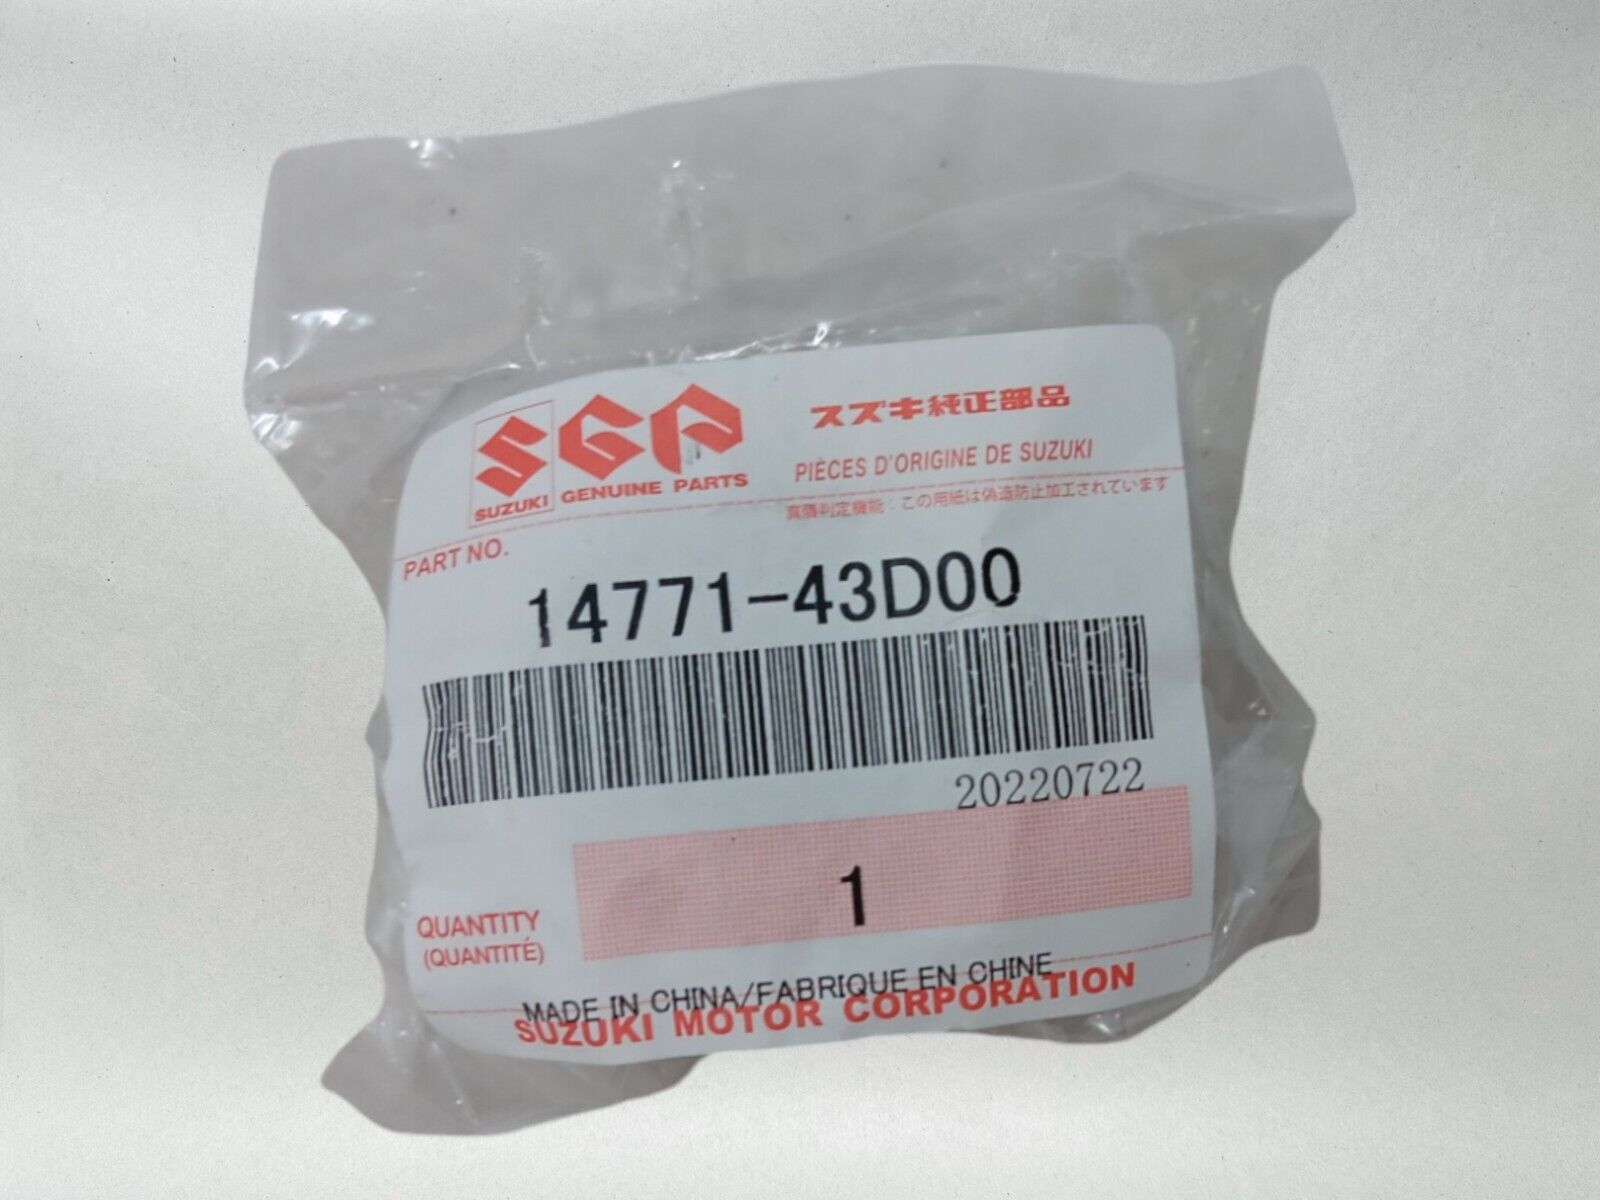 SGP
スズキ純正部品
SUZUKI GENUINE PARTS
PIÈCES D'ORIGINE DE SUZUKI
真贋判定機能：この用紙は偽造防止加工されています
PART NO.
14771-43D00
20220722
1
QUANTITY
(QUANTITÉ)
MADE IN CHINA/FABRIQUE EN CHINE
SUZUKI MOTOR CORPORATION